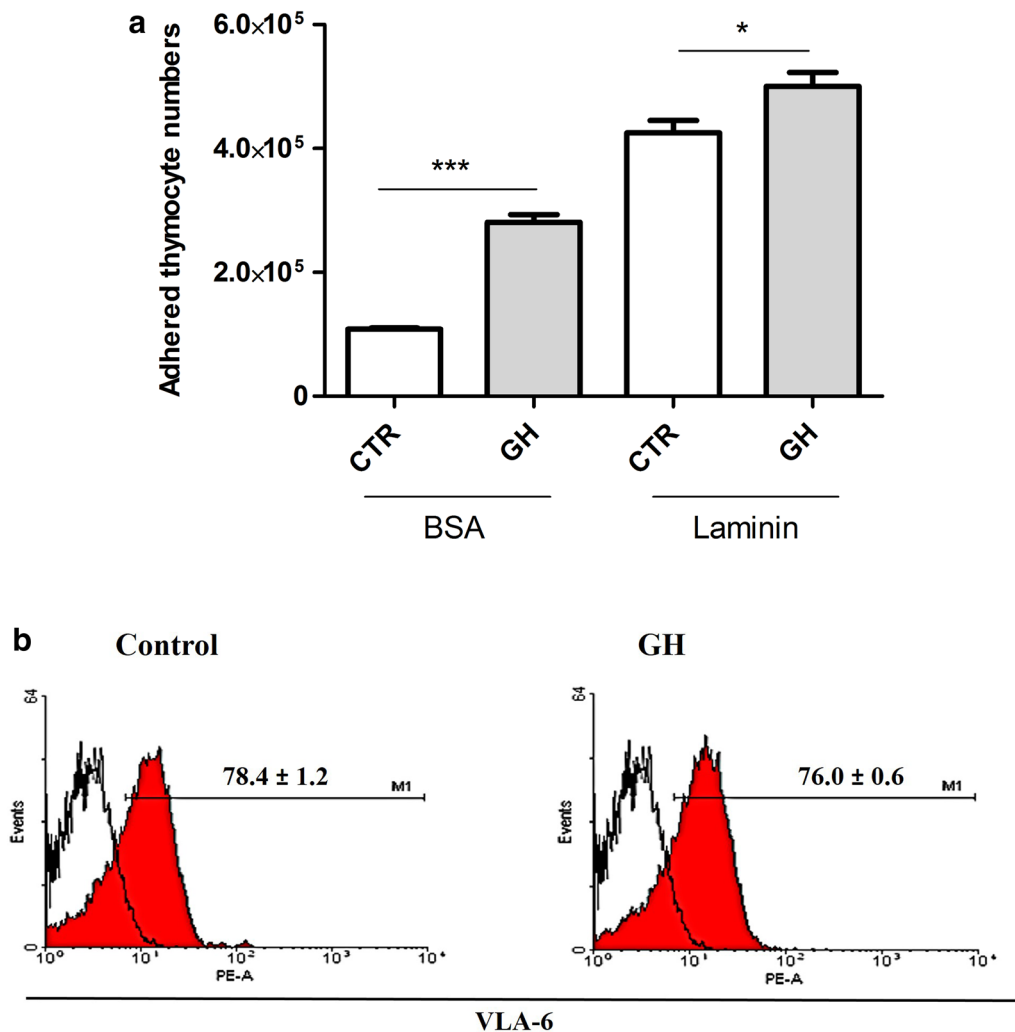 a
Adhered thymocyte numbers
6.0×10⁵
4.0×10⁵
2.0×10⁵
0
***
*
CTR
GH
CTR
GH
BSA
Laminin
b
Control
GH
64
Events
0
78.4 ± 1.2
M1
10⁰ 10¹ 10² 10³ 10⁴
PE-A
64
Events
0
76.0 ± 0.6
M1
10⁰ 10¹ 10² 10³ 10⁴
PE-A
VLA-6